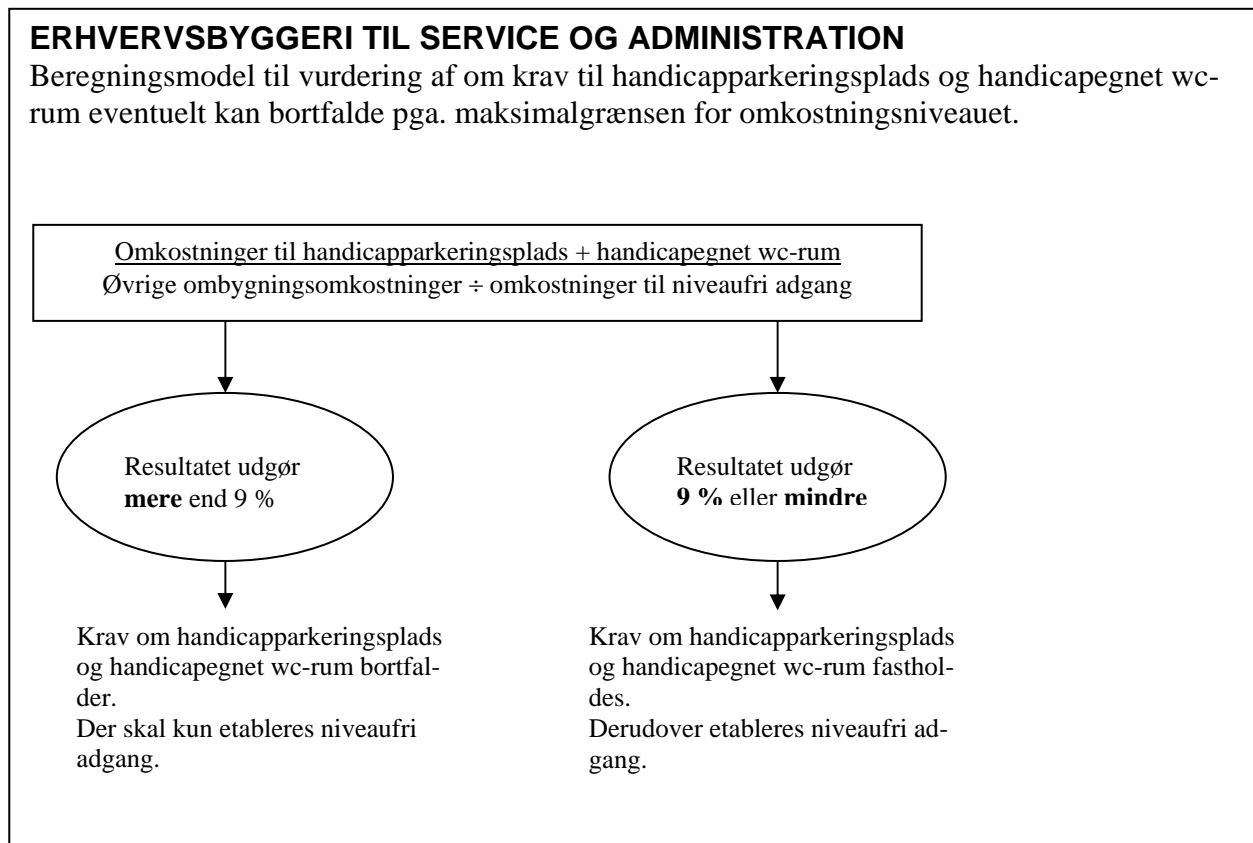 ERHVERVSBYGGERI TIL SERVICE OG ADMINISTRATION
Beregningsmodel til vurdering af om krav til handicapparkeringsplads og handicapegnet wc-
rum eventuelt kan bortfalde pga. maksimalgrænsen for omkostningsniveauet.
Omkostninger til handicapparkeringsplads + handicapegnet wc-rum
Øvrige ombygningsomkostninger ÷ omkostninger til niveaufri adgang
Resultatet udgør
mere end 9 %
Resultatet udgør
9 % eller mindre
Krav om handicapparkeringsplads
og handicapegnet wc-rum bortfal-
der.
Der skal kun etableres niveaufri
adgang.
Krav om handicapparkeringsplads
og handicapegnet wc-rum fasthol-
des.
Derudover etableres niveaufri ad-
gang.